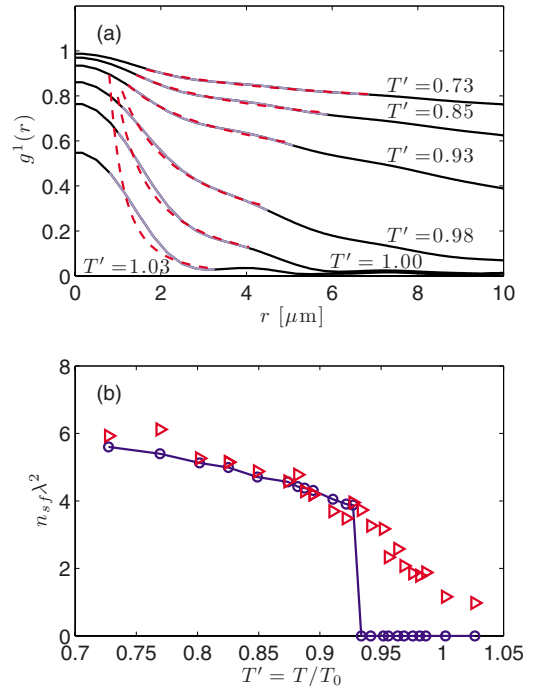 (a)
1
0.8
0.6
0.4
0.2
0
g¹(r)
T′ = 0.73
T′ = 0.85
T′ = 0.93
T′ = 0.98
T′ = 1.03
T′ = 1.00
0 2 4 6 8 10
r [μm]
(b)
8
6
4
2
0
n_{sf}λ²
0.7 0.75 0.8 0.85 0.9 0.95 1 1.05
T′ = T/T₀